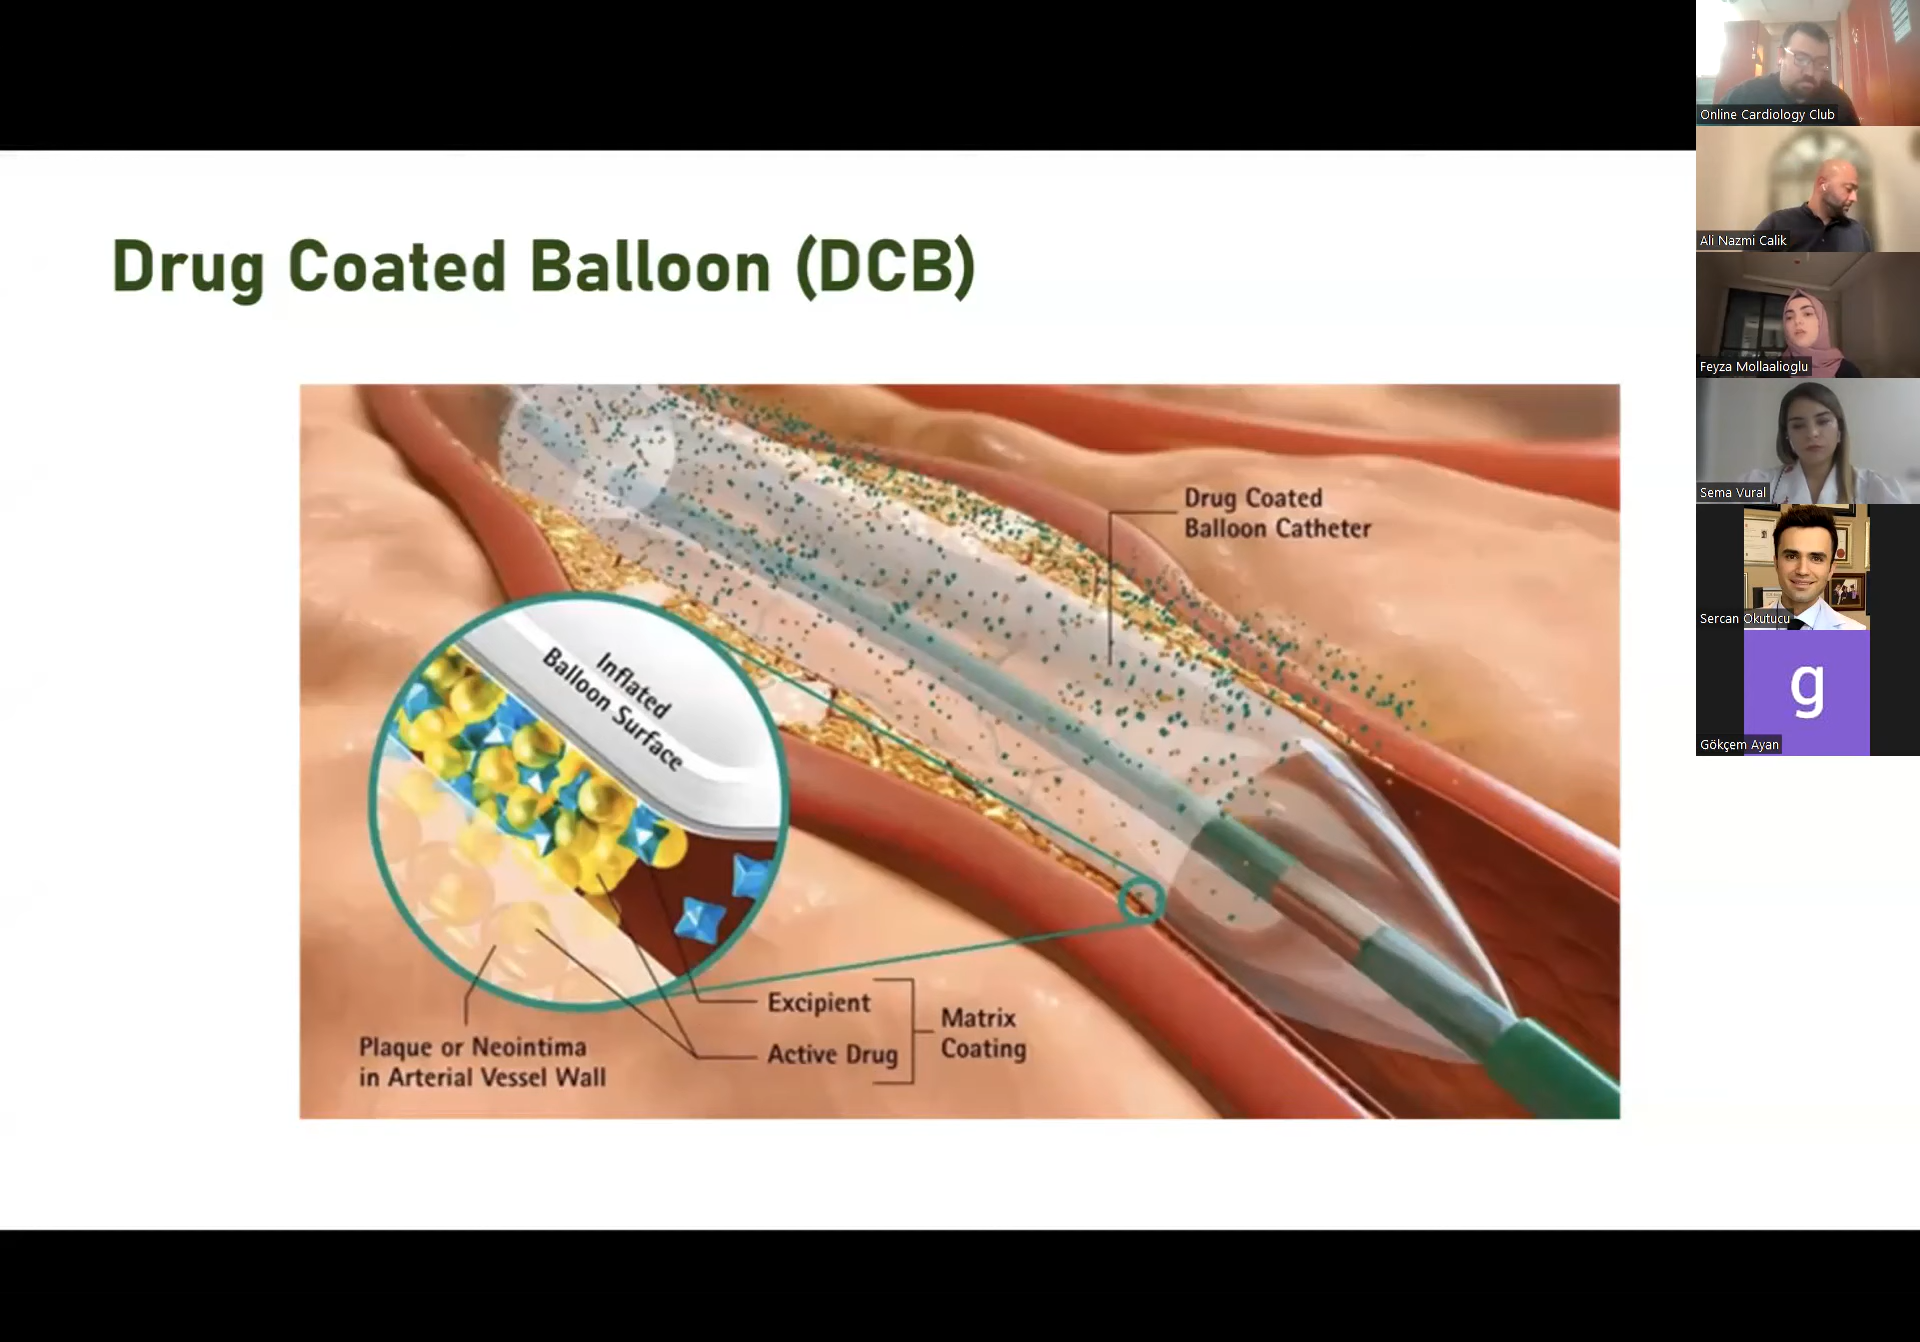 Drug Coated Balloon (DCB)
Drug Coated
Balloon Catheter
Inflated
Balloon Surface
Excipient
Active Drug
Matrix
Coating
Plaque or Neointima
in Arterial Vessel Wall
Online Cardiology Club
Ali Nazmi Calik
Feyza Mollaalioglu
Sema Vural
Sercan Okutucu
g
Gökçem Ayan